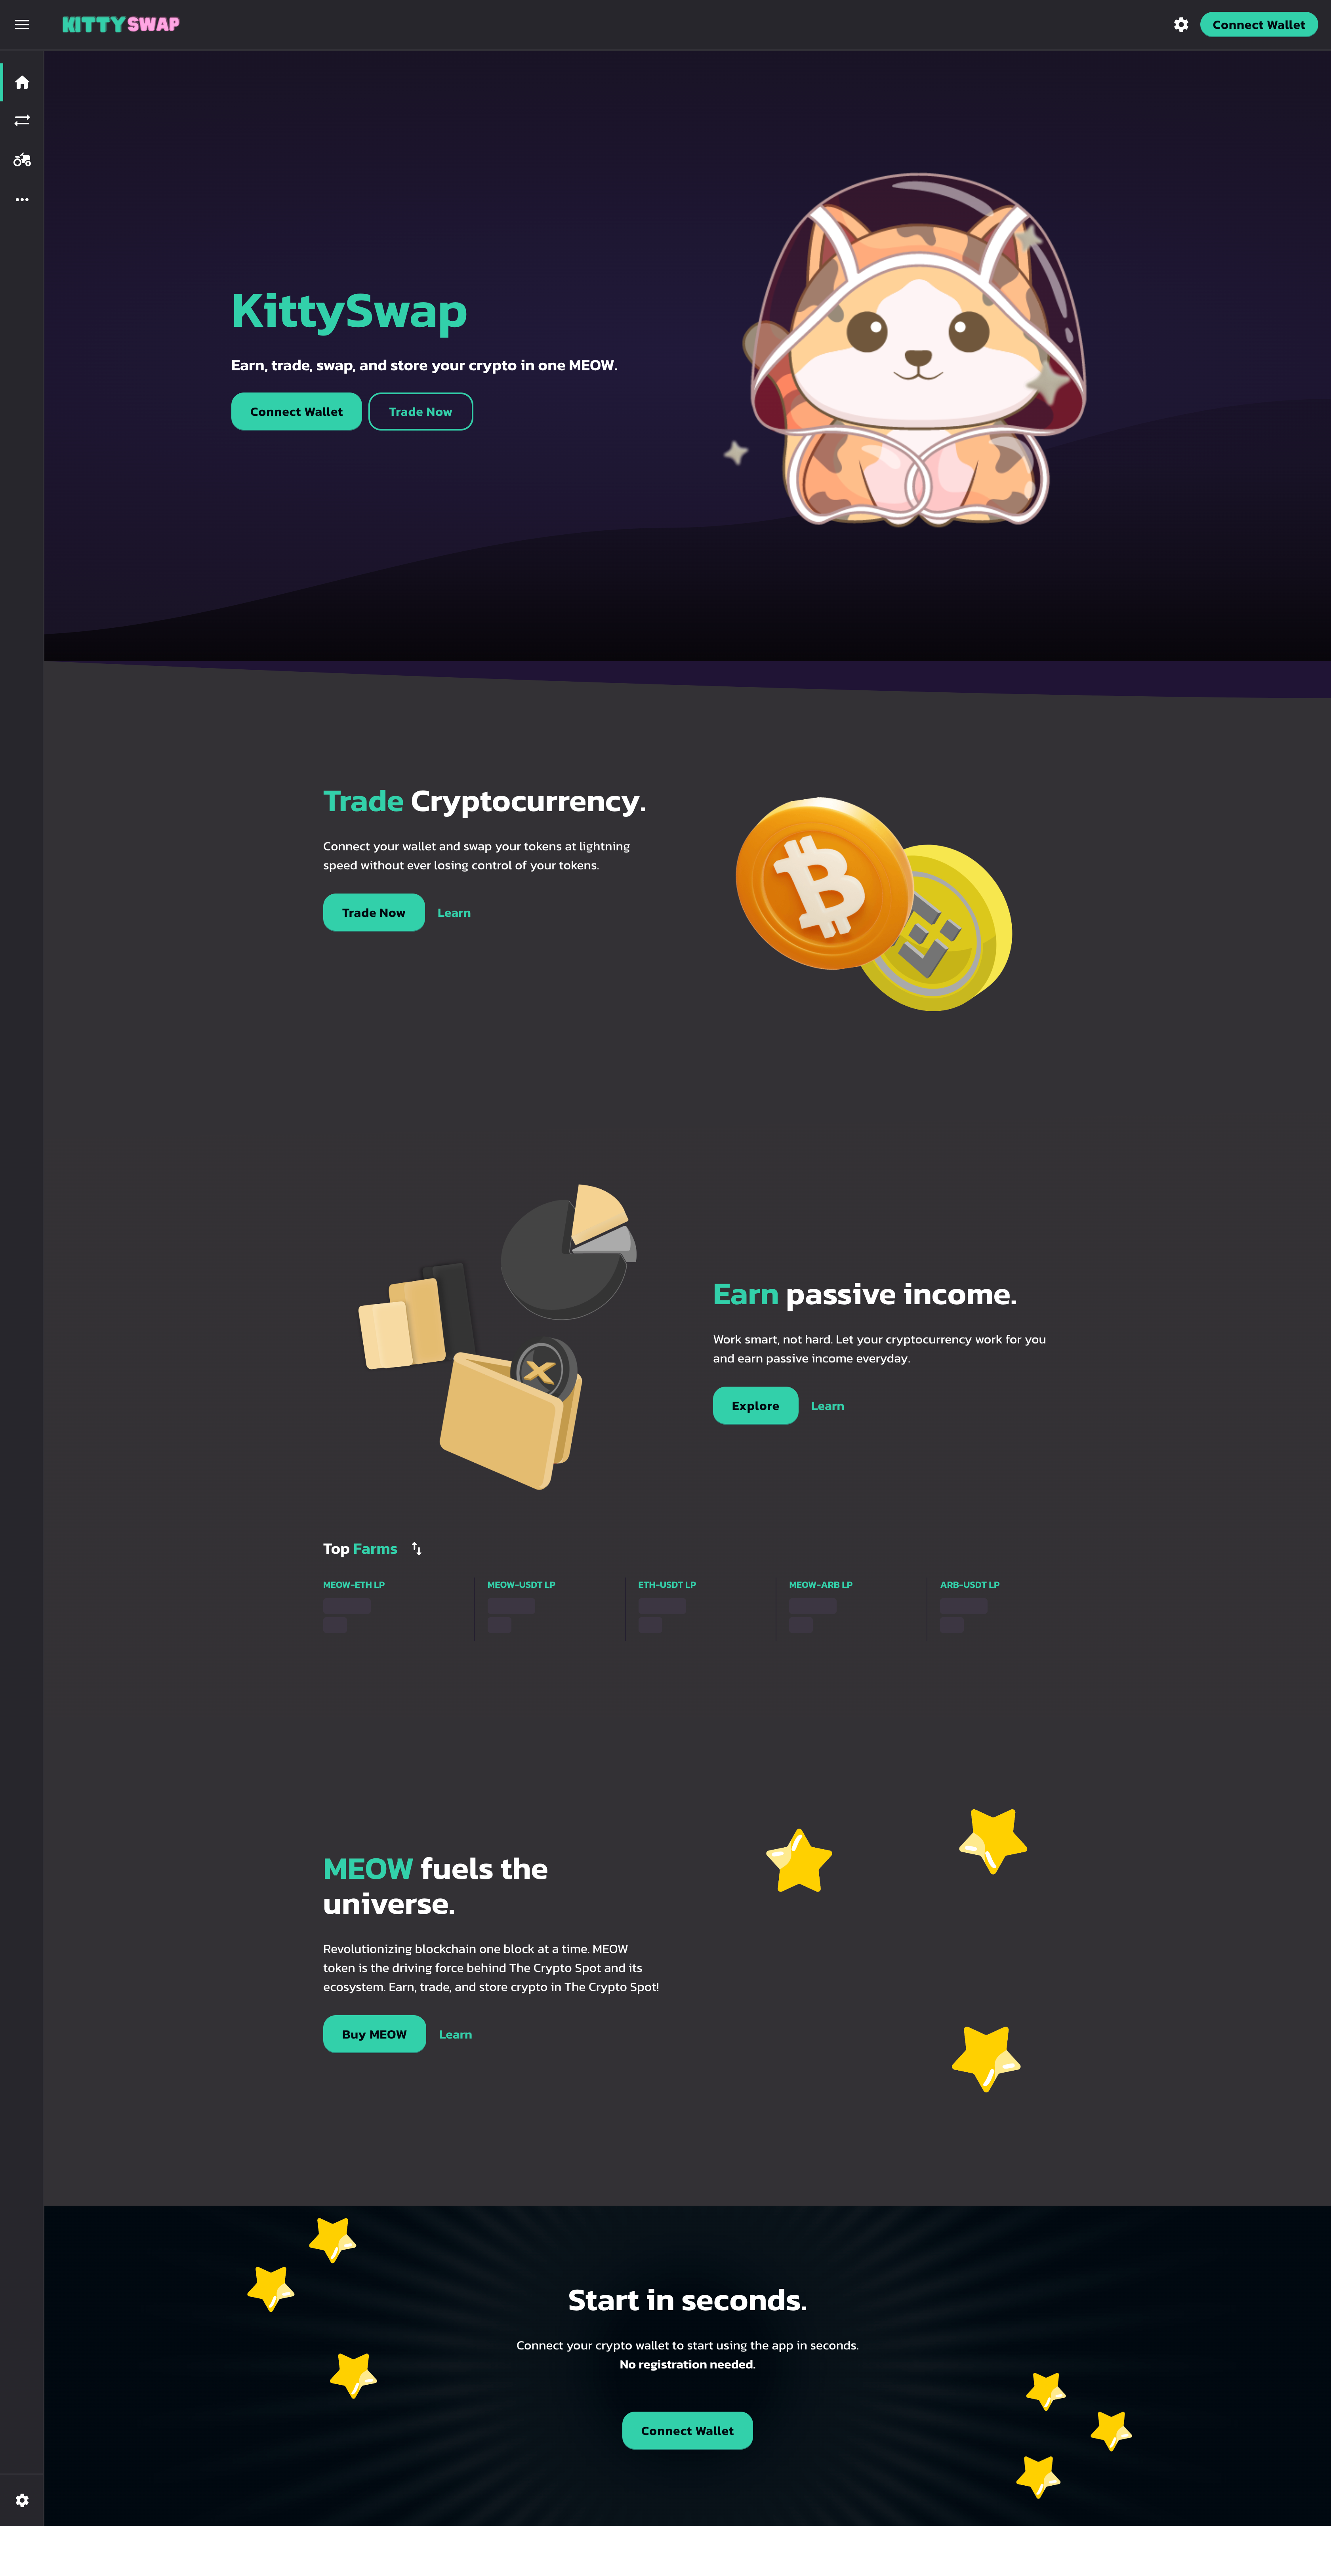 KITTYSWAP
Connect Wallet
KittySwap
Earn, trade, swap, and store your crypto in one MEOW.
Connect Wallet
Trade Now
Trade Cryptocurrency.
Connect your wallet and swap your tokens at lightning
speed without ever losing control of your tokens.
Trade Now
Learn
Earn passive income.
Work smart, not hard. Let your cryptocurrency work for you
and earn passive income everyday.
Explore
Learn
Top Farms
MEOW-ETH LP
MEOW-USDT LP
ETH-USDT LP
MEOW-ARB LP
ARB-USDT LP
MEOW fuels the
universe.
Revolutionizing blockchain one block at a time. MEOW
token is the driving force behind The Crypto Spot and its
ecosystem. Earn, trade, and store crypto in The Crypto Spot!
Buy MEOW
Learn
Start in seconds.
Connect your crypto wallet to start using the app in seconds.
No registration needed.
Connect Wallet